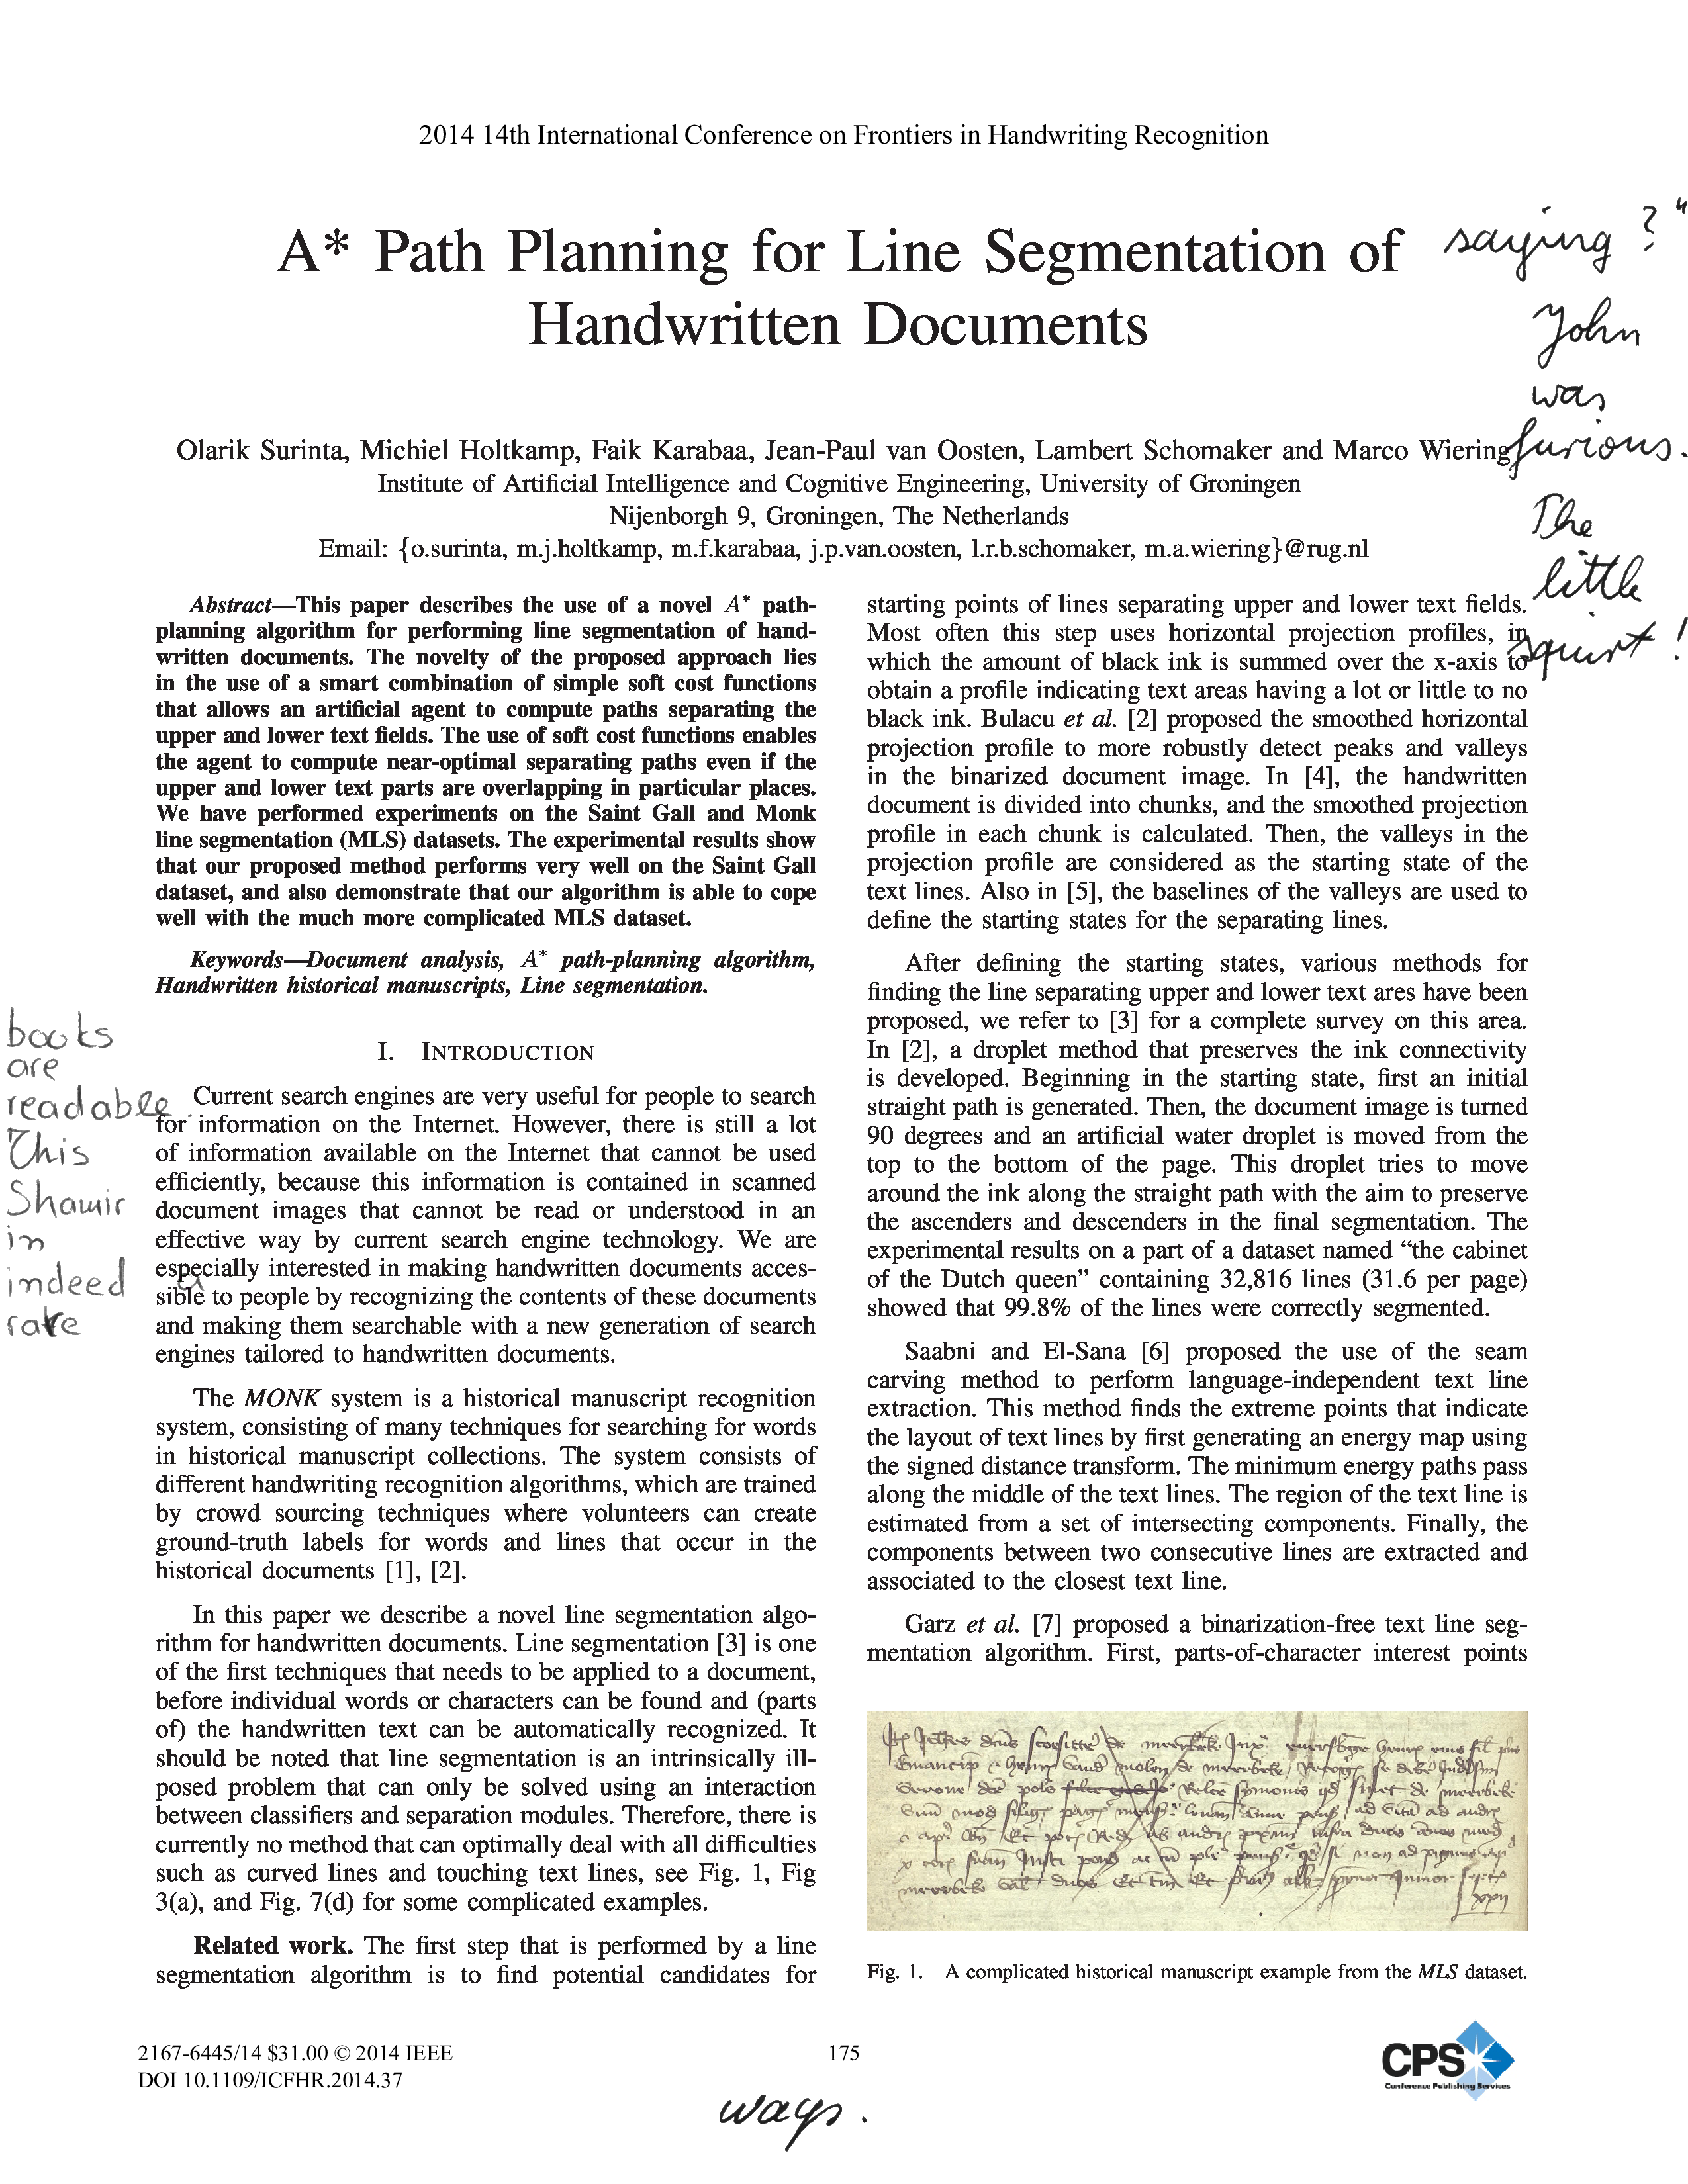 2014 14th International Conference on Frontiers in Handwriting Recognition
A* Path Planning for Line Segmentation of
Handwritten Documents
saying?"
John
was
furious.
The
little
squirt!
Olarik Surinta, Michiel Holtkamp, Faik Karabaa, Jean-Paul van Oosten, Lambert Schomaker and Marco Wiering
Institute of Artificial Intelligence and Cognitive Engineering, University of Groningen
Nijenborgh 9, Groningen, The Netherlands
Email: {o.surinta, m.j.holtkamp, m.f.karabaa, j.p.van.oosten, l.r.b.schomaker, m.a.wiering}@rug.nl
Abstract—This paper describes the use of a novel A* path-
planning algorithm for performing line segmentation of hand-
written documents. The novelty of the proposed approach lies
in the use of a smart combination of simple soft cost functions
that allows an artificial agent to compute paths separating the
upper and lower text fields. The use of soft cost functions enables
the agent to compute near-optimal separating paths even if the
upper and lower text parts are overlapping in particular places.
We have performed experiments on the Saint Gall and Monk
line segmentation (MLS) datasets. The experimental results show
that our proposed method performs very well on the Saint Gall
dataset, and also demonstrate that our algorithm is able to cope
well with the much more complicated MLS dataset.
Keywords—Document analysis, A* path-planning algorithm,
Handwritten historical manuscripts, Line segmentation.
books
are
readable.
This
Shamir
in
indeed
rare
I. INTRODUCTION
Current search engines are very useful for people to search
for information on the Internet. However, there is still a lot
of information available on the Internet that cannot be used
efficiently, because this information is contained in scanned
document images that cannot be read or understood in an
effective way by current search engine technology. We are
especially interested in making handwritten documents acces-
sible to people by recognizing the contents of these documents
and making them searchable with a new generation of search
engines tailored to handwritten documents.
The MONK system is a historical manuscript recognition
system, consisting of many techniques for searching for words
in historical manuscript collections. The system consists of
different handwriting recognition algorithms, which are trained
by crowd sourcing techniques where volunteers can create
ground-truth labels for words and lines that occur in the
historical documents [1], [2].
In this paper we describe a novel line segmentation algo-
rithm for handwritten documents. Line segmentation [3] is one
of the first techniques that needs to be applied to a document,
before individual words or characters can be found and (parts
of) the handwritten text can be automatically recognized. It
should be noted that line segmentation is an intrinsically ill-
posed problem that can only be solved using an interaction
between classifiers and separation modules. Therefore, there is
currently no method that can optimally deal with all difficulties
such as curved lines and touching text lines, see Fig. 1, Fig
3(a), and Fig. 7(d) for some complicated examples.
Related work. The first step that is performed by a line
segmentation algorithm is to find potential candidates for
starting points of lines separating upper and lower text fields.
Most often this step uses horizontal projection profiles, in
which the amount of black ink is summed over the x-axis to
obtain a profile indicating text areas having a lot or little to no
black ink. Bulacu et al. [2] proposed the smoothed horizontal
projection profile to more robustly detect peaks and valleys
in the binarized document image. In [4], the handwritten
document is divided into chunks, and the smoothed projection
profile in each chunk is calculated. Then, the valleys in the
projection profile are considered as the starting state of the
text lines. Also in [5], the baselines of the valleys are used to
define the starting states for the separating lines.
After defining the starting states, various methods for
finding the line separating upper and lower text ares have been
proposed, we refer to [3] for a complete survey on this area.
In [2], a droplet method that preserves the ink connectivity
is developed. Beginning in the starting state, first an initial
straight path is generated. Then, the document image is turned
90 degrees and an artificial water droplet is moved from the
top to the bottom of the page. This droplet tries to move
around the ink along the straight path with the aim to preserve
the ascenders and descenders in the final segmentation. The
experimental results on a part of a dataset named “the cabinet
of the Dutch queen” containing 32,816 lines (31.6 per page)
showed that 99.8% of the lines were correctly segmented.
Saabni and El-Sana [6] proposed the use of the seam
carving method to perform language-independent text line
extraction. This method finds the extreme points that indicate
the layout of text lines by first generating an energy map using
the signed distance transform. The minimum energy paths pass
along the middle of the text lines. The region of the text line is
estimated from a set of intersecting components. Finally, the
components between two consecutive lines are extracted and
associated to the closest text line.
Garz et al. [7] proposed a binarization-free text line seg-
mentation algorithm. First, parts-of-character interest points
Fig. 1. A complicated historical manuscript example from the MLS dataset.
2167-6445/14 $31.00 © 2014 IEEE
DOI 10.1109/ICFHR.2014.37
175
CPS
Conference Publishing Services
ways.